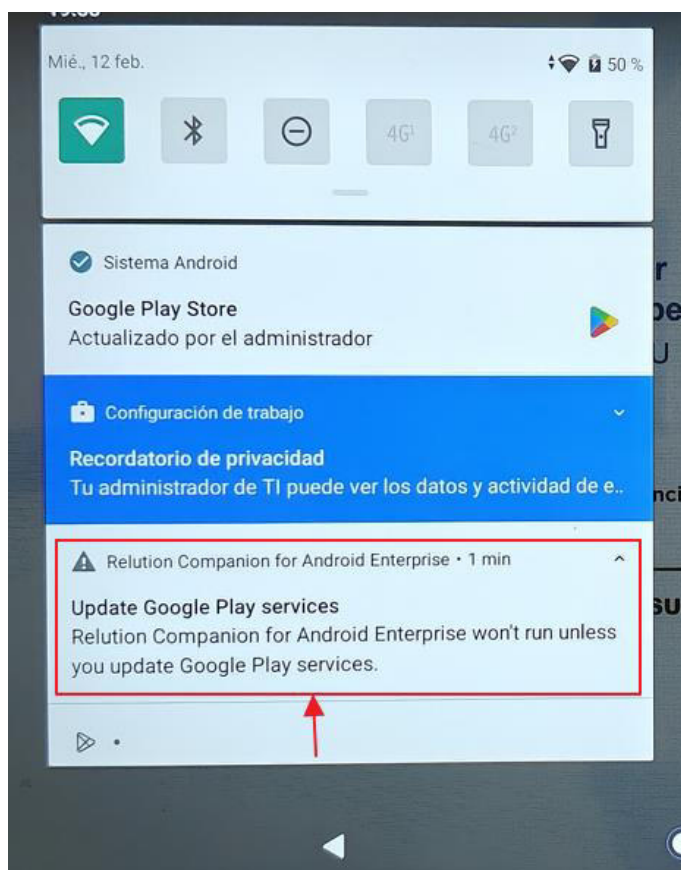 Mié., 12 feb.
50 %
4G¹
4G²
Sistema Android
Google Play Store
Actualizado por el administrador
Configuración de trabajo
Recordatorio de privacidad
Tu administrador de TI puede ver los datos y actividad de e..
Relution Companion for Android Enterprise • 1 min
Update Google Play services
Relution Companion for Android Enterprise won't run unless
you update Google Play services.